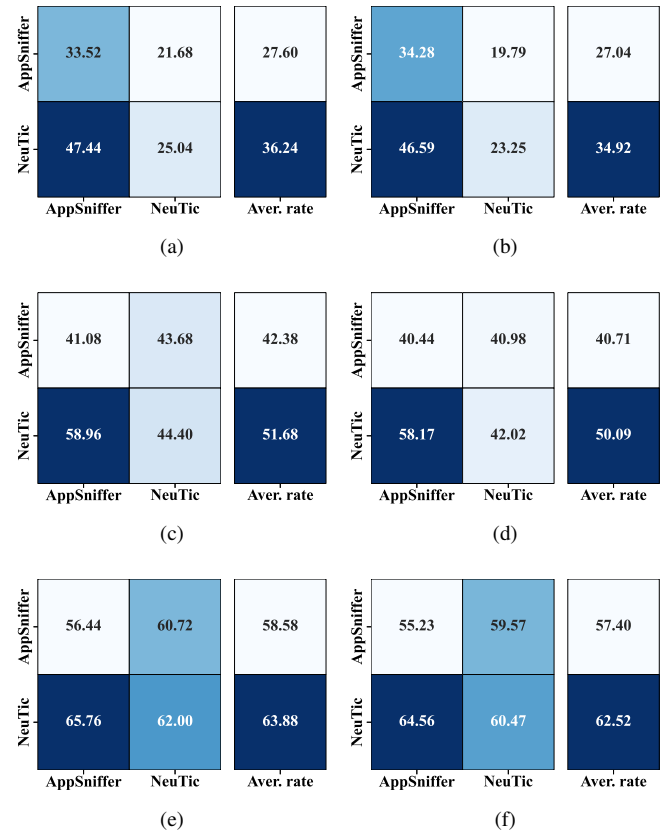 AppSniffer 33.52 21.68 27.60
NeuTic 47.44 25.04 36.24
AppSniffer NeuTic Aver. rate
(a)
AppSniffer 34.28 19.79 27.04
NeuTic 46.59 23.25 34.92
AppSniffer NeuTic Aver. rate
(b)
AppSniffer 41.08 43.68 42.38
NeuTic 58.96 44.40 51.68
AppSniffer NeuTic Aver. rate
(c)
AppSniffer 40.44 40.98 40.71
NeuTic 58.17 42.02 50.09
AppSniffer NeuTic Aver. rate
(d)
AppSniffer 56.44 60.72 58.58
NeuTic 65.76 62.00 63.88
AppSniffer NeuTic Aver. rate
(e)
AppSniffer 55.23 59.57 57.40
NeuTic 64.56 60.47 62.52
AppSniffer NeuTic Aver. rate
(f)